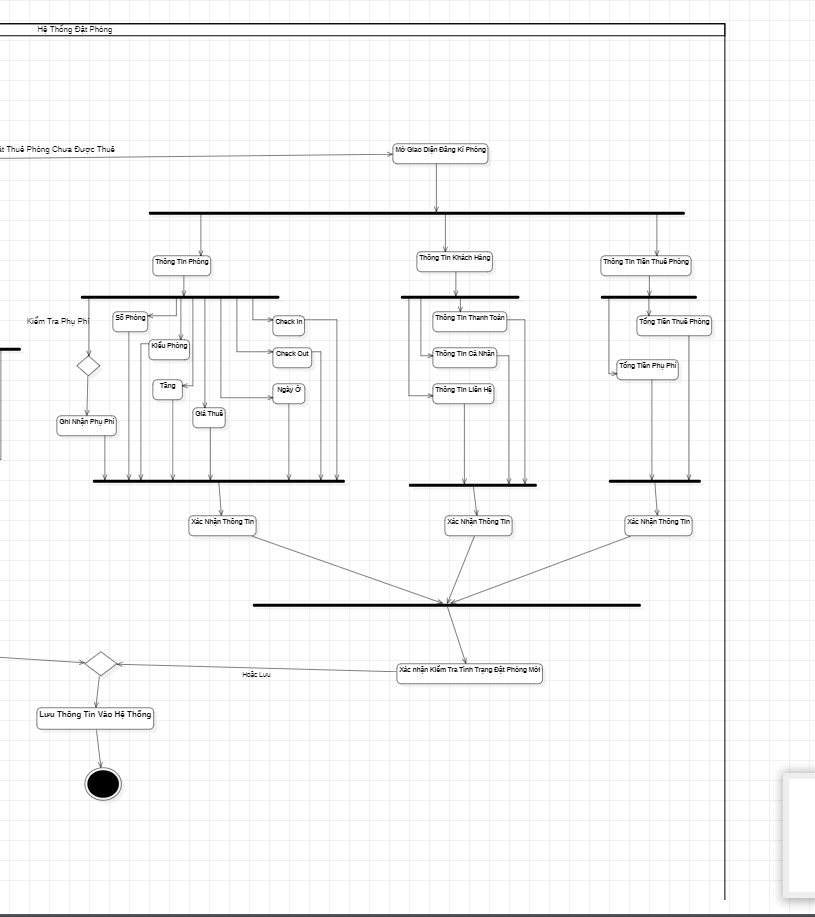 Hệ Thống Đặt Phòng
Thuê Phòng Chưa Được Thuê
Mở Giao Diện Đăng Kí Phòng
Thông Tin Phòng
Thông Tin Khách Hàng
Thông Tin Tiền Thuê Phòng
Kiểm Tra Phụ Phí
Số Phòng
Check In
Thông Tin Thanh Toán
Tổng Tiền Thuê Phòng
Kiểu Phòng
Check Out
Thông Tin Cá Nhân
Tổng Tiền Phụ Phí
Tầng
Ngày Ở
Thông Tin Liên Hệ
Giá Thuê
Ghi Nhận Phụ Phí
Xác Nhận Thông Tin
Xác Nhận Thông Tin
Xác Nhận Thông Tin
Xác nhận Kiểm Tra Tình Trạng Đặt Phòng Mới
Hoặc Lưu
Lưu Thông Tin Vào Hệ Thống